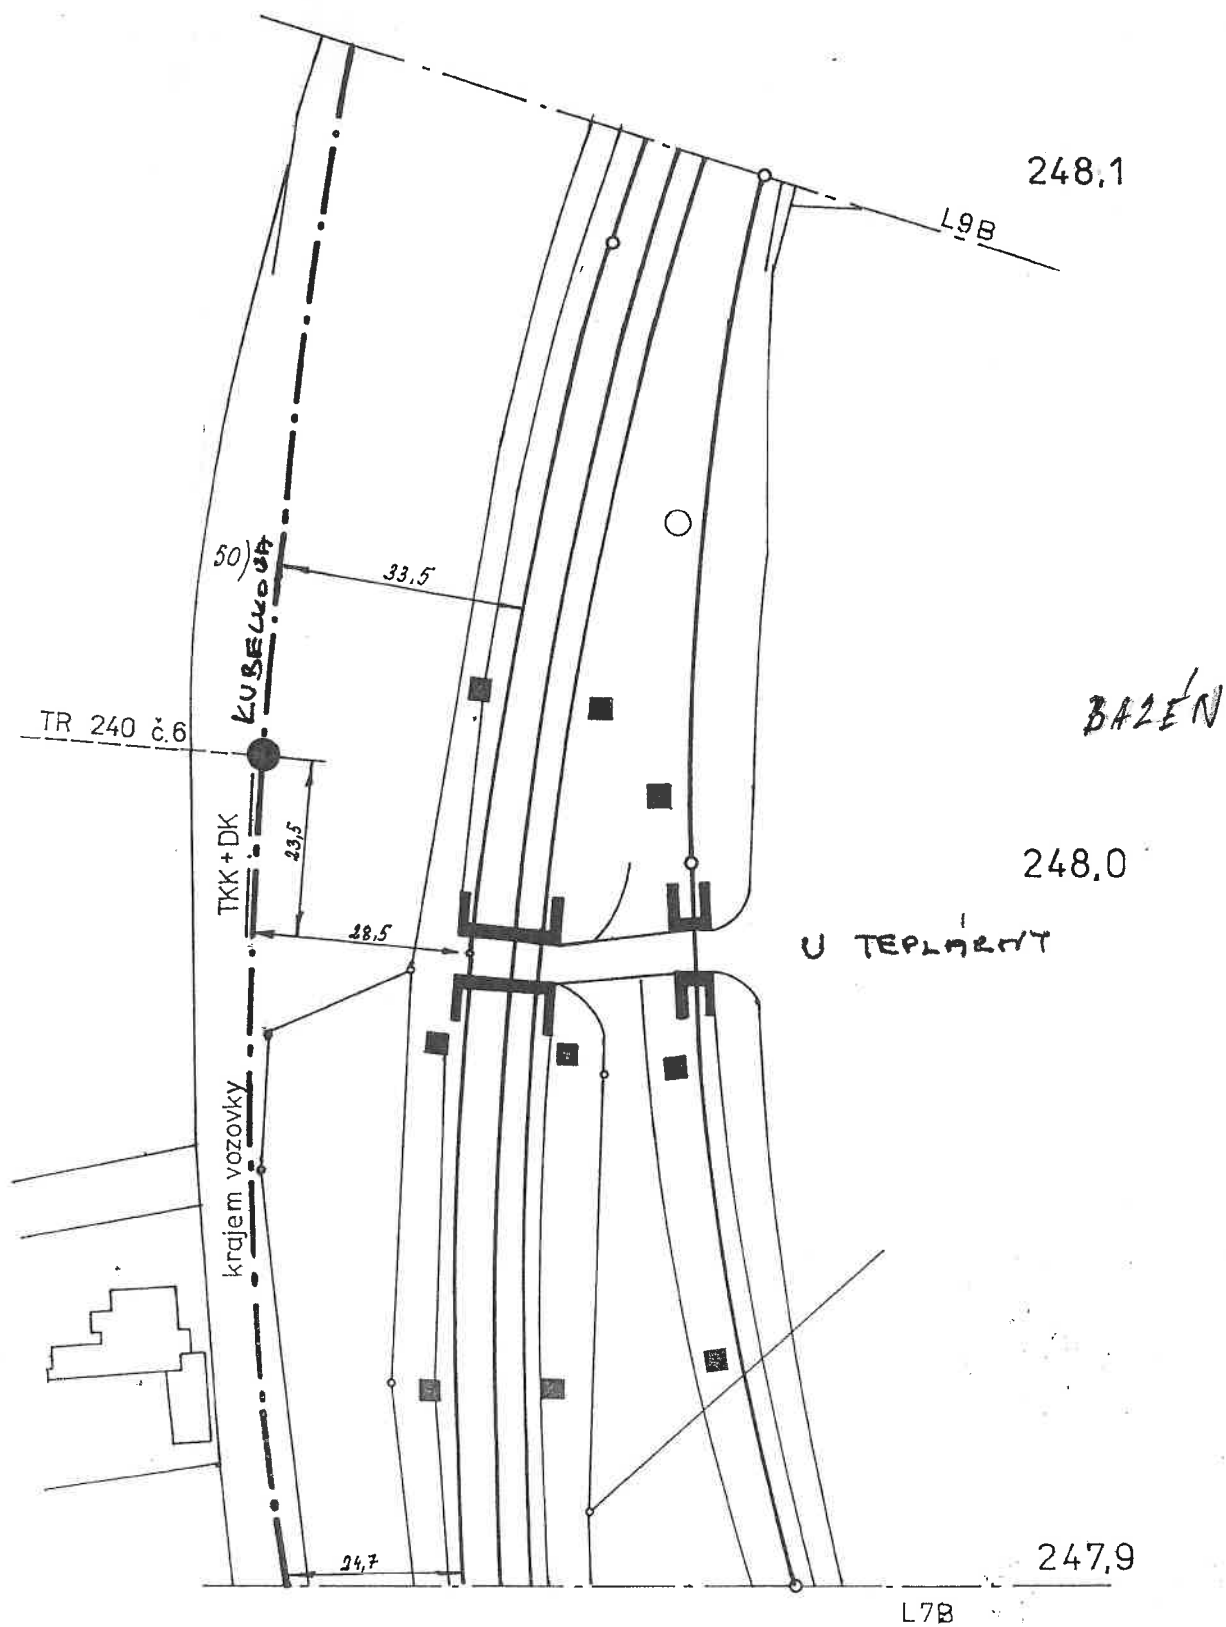 248,1
L9B
50)
33,5
KUBELKOVA
BAZÉN
TR 240 č.6
TKK+DK
23,5
248,0
28,5
U TEPLÁRNY
krajem vozovky
24,7
247,9
L7B